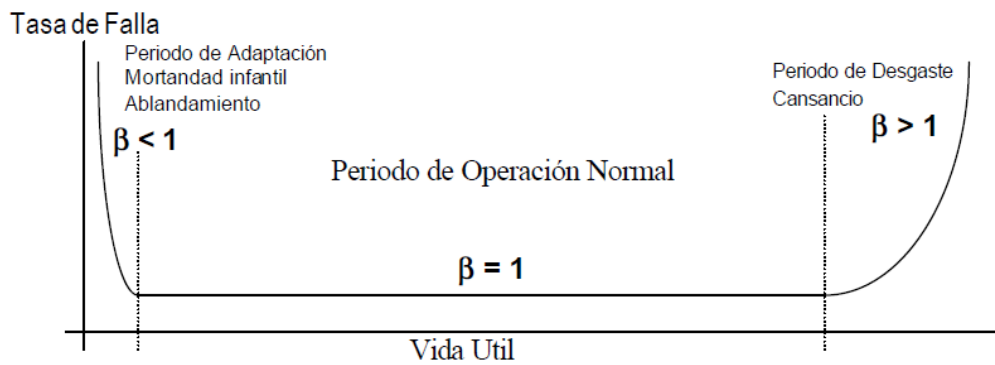 Tasa de Falla
Periodo de Adaptación
Mortandad infantil
Ablandamiento
β < 1
Periodo de Desgaste
Cansancio
β > 1
Periodo de Operación Normal
β = 1
Vida Util